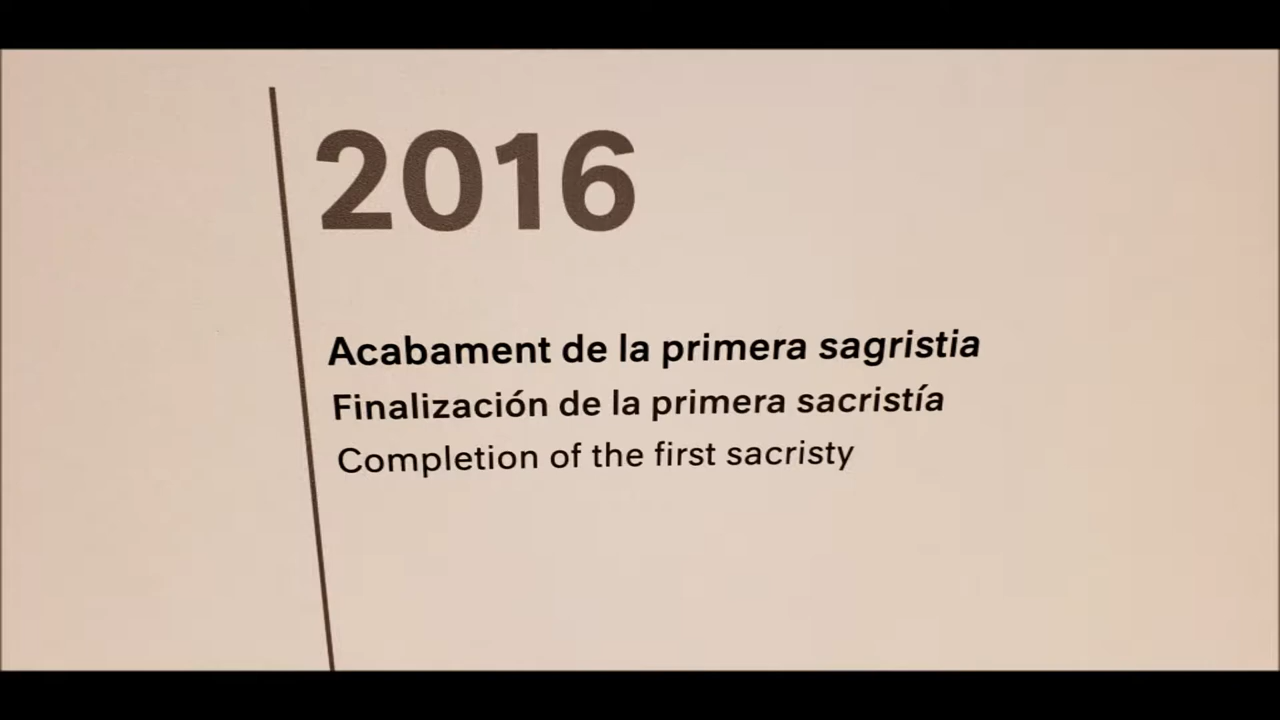 2016
Acabament de la primera sagristia
Finalización de la primera sacristía
Completion of the first sacristy